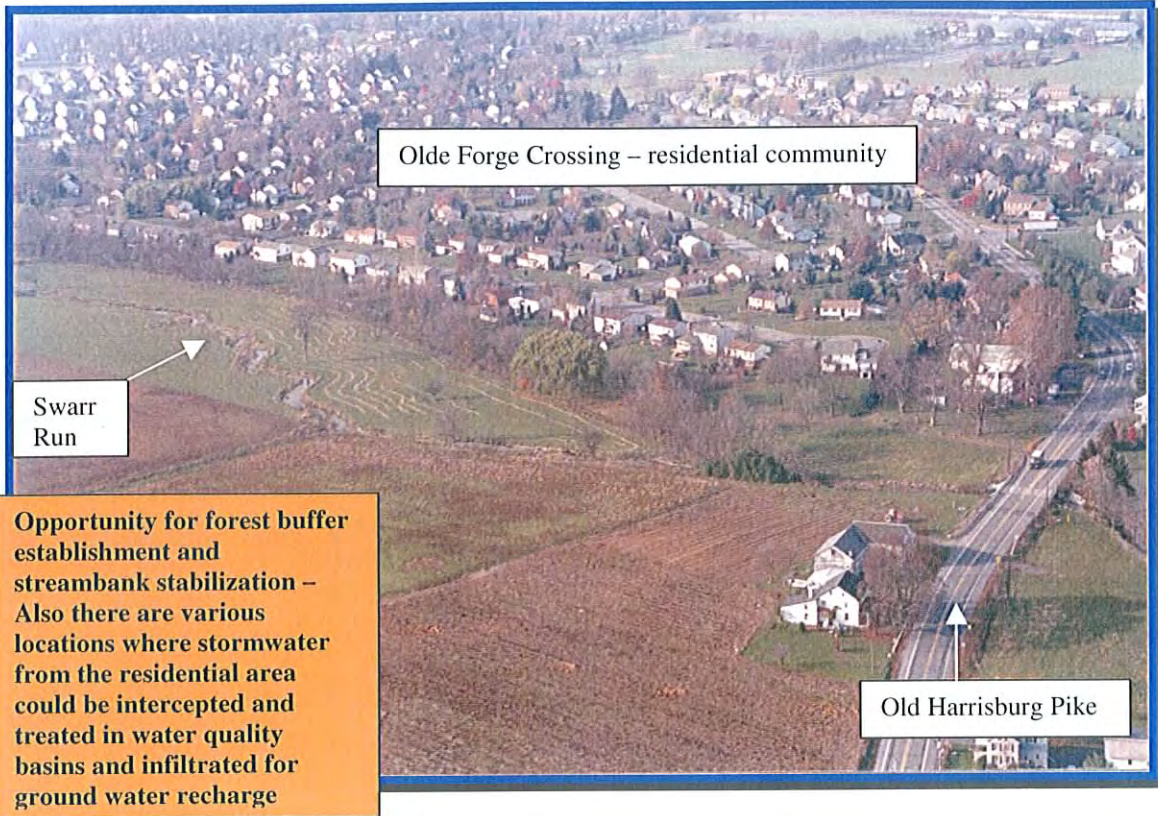 Olde Forge Crossing – residential community
Swarr
Run
Opportunity for forest buffer
establishment and
streambank stabilization –
Also there are various
locations where stormwater
from the residential area
could be intercepted and
treated in water quality
basins and infiltrated for
ground water recharge
Old Harrisburg Pike